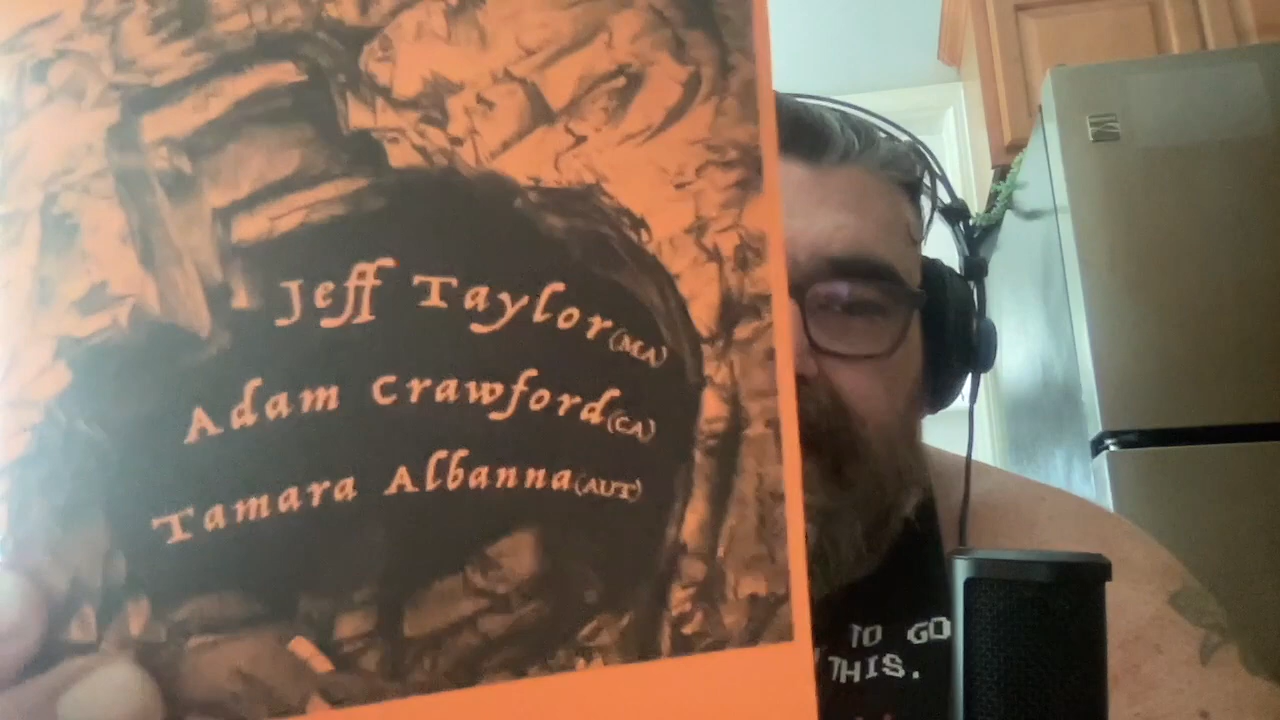 Jeff Taylor (MA)
Adam Crawford (CA)
Tamara Albanna (AUT)
TO GO
THIS.